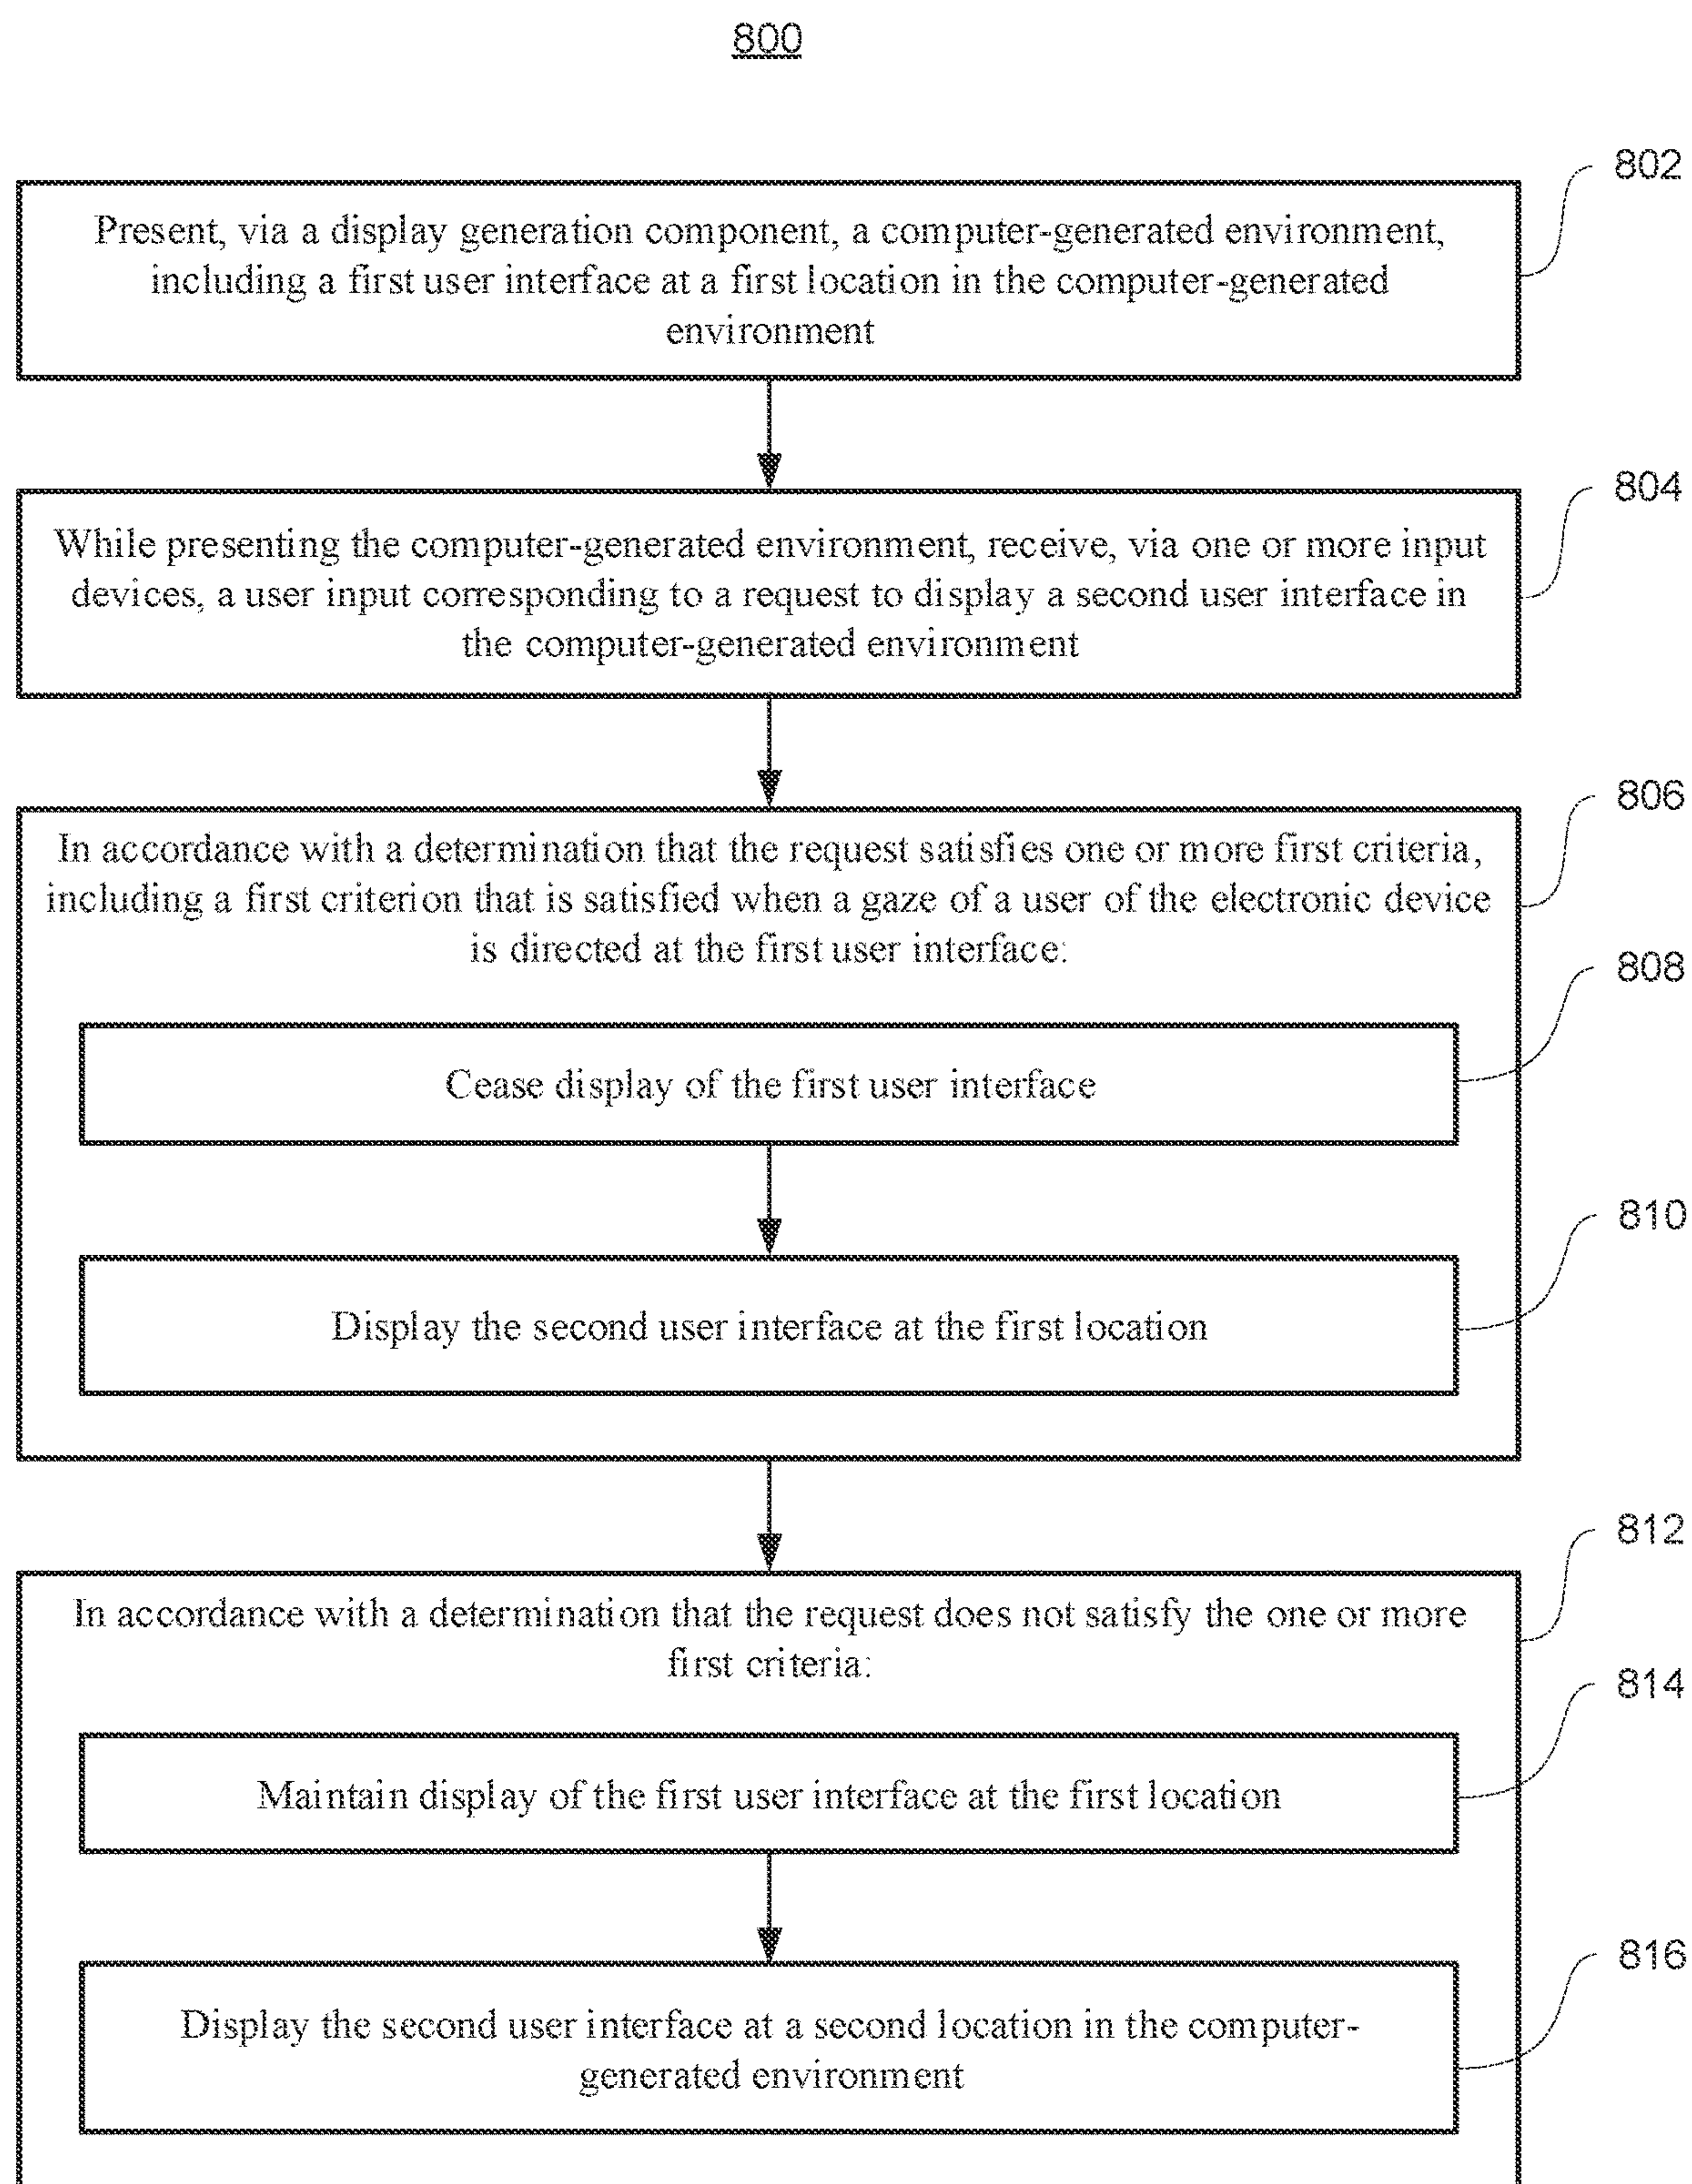 800
802
Present, via a display generation component, a computer-generated environment,
including a first user interface at a first location in the computer-generated
environment
804
While presenting the computer-generated environment, receive, via one or more input
devices, a user input corresponding to a request to display a second user interface in
the computer-generated environment
806
In accordance with a determination that the request satisfies one or more first criteria,
including a first criterion that is satisfied when a gaze of a user of the electronic device
is directed at the first user interface:
808
Cease display of the first user interface
810
Display the second user interface at the first location
812
In accordance with a determination that the request does not satisfy the one or more
first criteria:
814
Maintain display of the first user interface at the first location
816
Display the second user interface at a second location in the computer-
generated environment